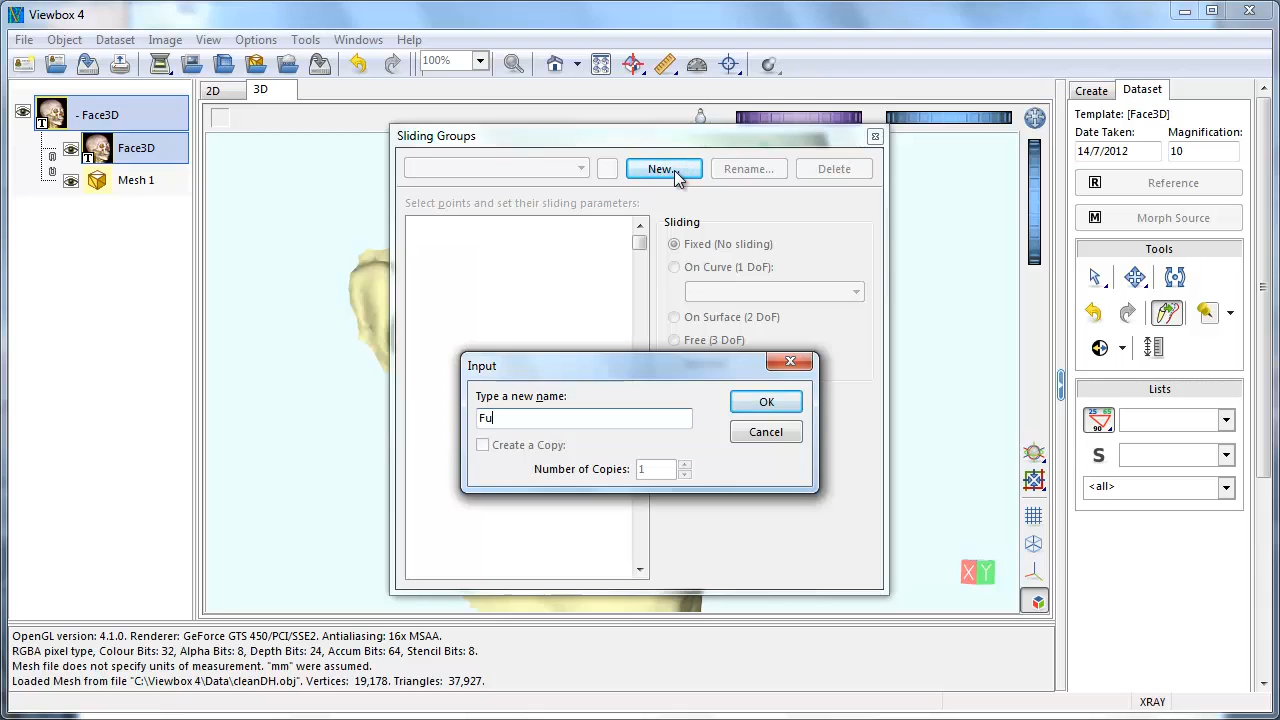 Viewbox 4
File Object Dataset Image View Options Tools Windows Help
100%
- Face3D
T
Face3D
T
Mesh 1
2D 3D
Sliding Groups
New... Rename... Delete
Select points and set their sliding parameters:
Sliding
Fixed (No sliding)
On Curve (1 DoF):
On Surface (2 DoF)
Free (3 DoF)
Input
Type a new name:
Fu
OK
Create a Copy:
Cancel
Number of Copies: 1
X Y
Create Dataset
Template: [Face3D]
Date Taken: Magnification:
14/7/2012 10
R Reference
M Morph Source
Tools
Lists
25 65
90°
S
<all>
OpenGL version: 4.1.0. Renderer: GeForce GTS 450/PCI/SSE2. Antialiasing: 16x MSAA.
RGBA pixel type, Colour Bits: 32, Alpha Bits: 8, Depth Bits: 24, Accum Bits: 64, Stencil Bits: 8.
Mesh file does not specify units of measurement. "mm" were assumed.
Loaded Mesh from file "C:\Viewbox 4\Data\cleanDH.obj". Vertices: 19,178. Triangles: 37,927.
XRAY